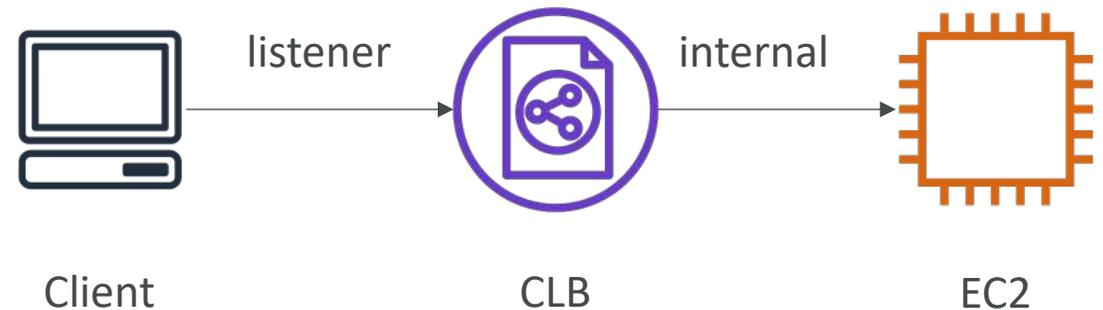 listener
internal
Client
CLB
EC2